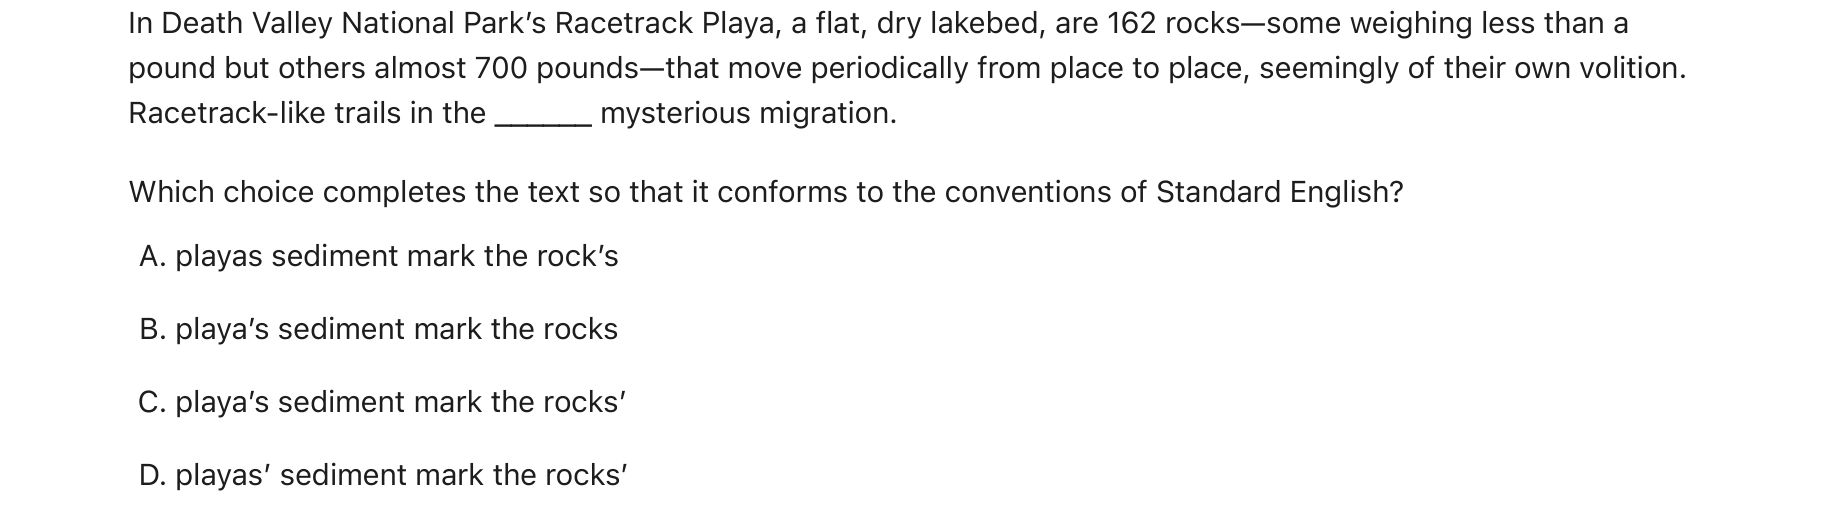 In Death Valley National Park’s Racetrack Playa, a flat, dry lakebed, are 162 rocks—some weighing less than a
pound but others almost 700 pounds—that move periodically from place to place, seemingly of their own volition.
Racetrack-like trails in the ______ mysterious migration.
Which choice completes the text so that it conforms to the conventions of Standard English?
A. playas sediment mark the rock’s
B. playa’s sediment mark the rocks
C. playa’s sediment mark the rocks’
D. playas’ sediment mark the rocks’